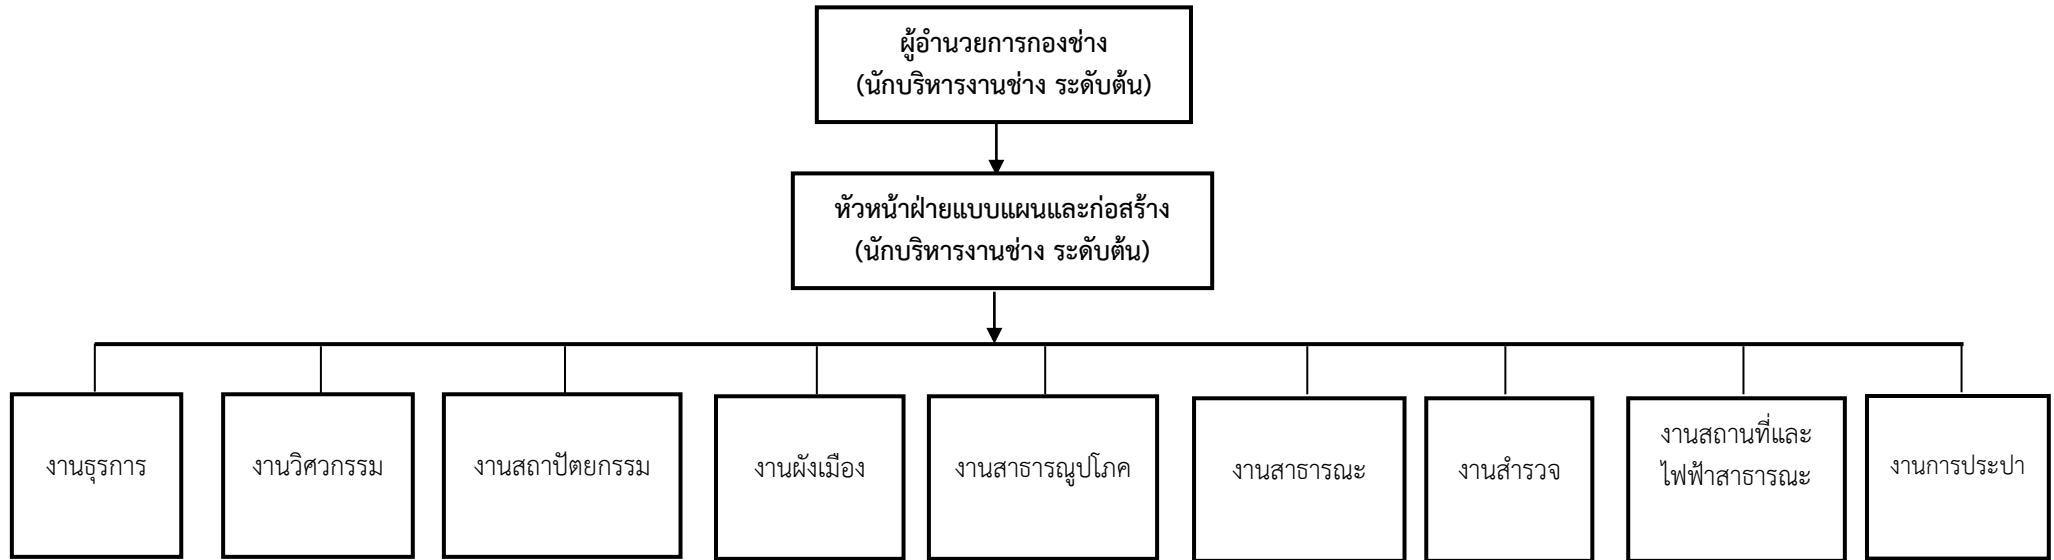 ผู้อำนวยการกองช่าง
(นักบริหารงานช่าง ระดับต้น)
หัวหน้าฝ่ายแบบแผนและก่อสร้าง
(นักบริหารงานช่าง ระดับต้น)
งานธุรการ
งานวิศวกรรม
งานสถาปัตยกรรม
งานผังเมือง
งานสาธารณูปโภค
งานสาธารณะ
งานสำรวจ
งานสถานที่และ
ไฟฟ้าสาธารณะ
งานการประปา